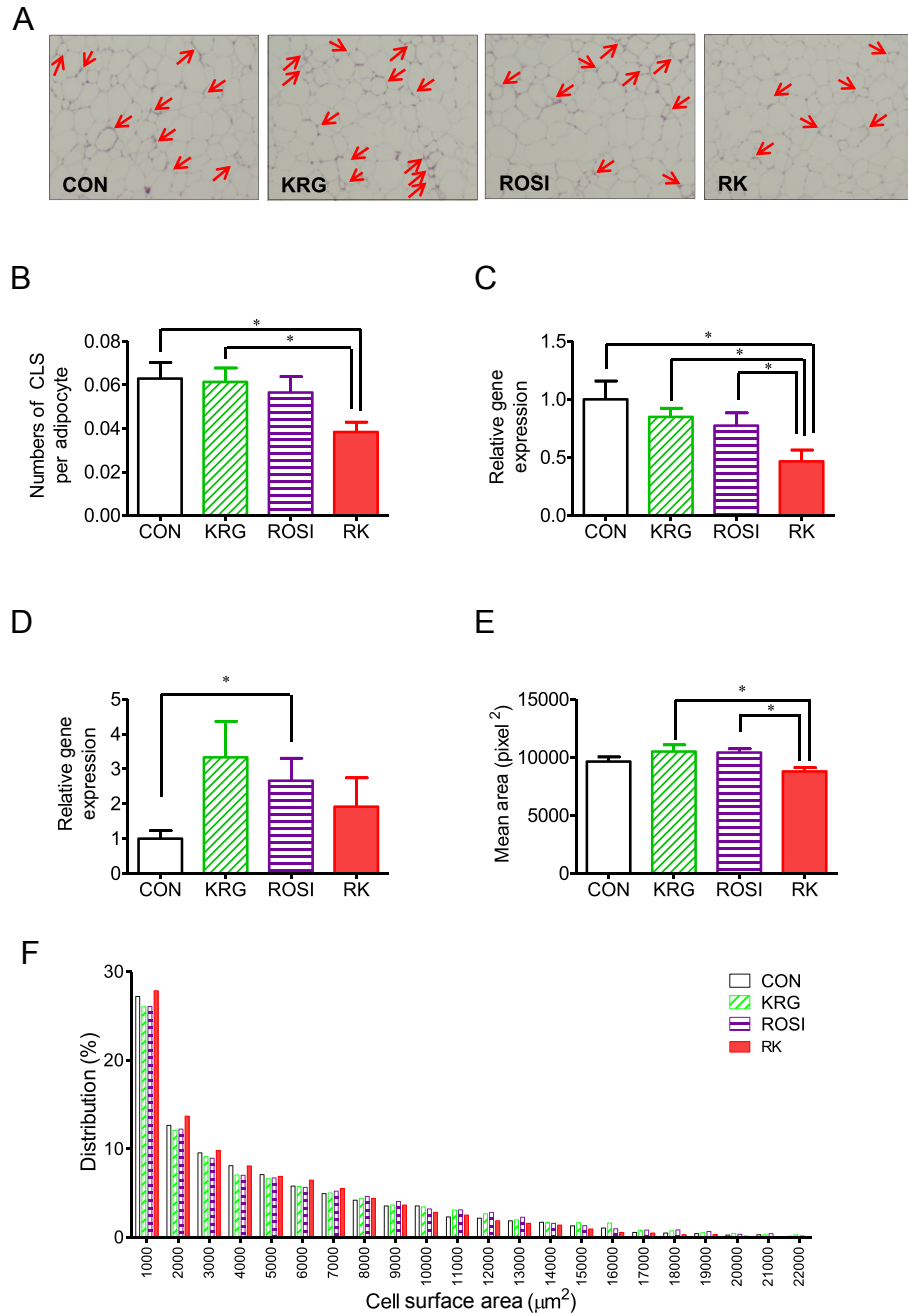 A
CON
KRG
ROSI
RK
B
Numbers of CLS
per adipocyte
0.08
0.06
0.04
0.02
0.00
*
*
CON KRG ROSI RK
C
Relative gene
expression
1.5
1.0
0.5
0.0
*
*
*
CON KRG ROSI RK
D
Relative gene
expression
5
4
3
2
1
0
*
CON KRG ROSI RK
E
Mean area (pixel ²)
15000
10000
5000
0
*
*
CON KRG ROSI RK
F
Distribution (%)
30
20
10
0
CON
KRG
ROSI
RK
1000 2000 3000 4000 5000 6000 7000 8000 9000 10000 11000 12000 13000 14000 15000 16000 17000 18000 19000 20000 21000 22000
Cell surface area (μm²)